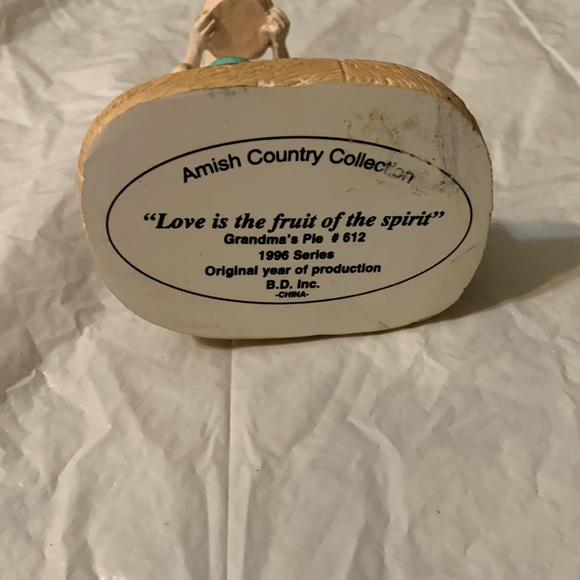 Amish Country Collection
“Love is the fruit of the spirit”
Grandma's Pie # 612
1996 Series
Original year of production
B.D. Inc.
-CHINA-